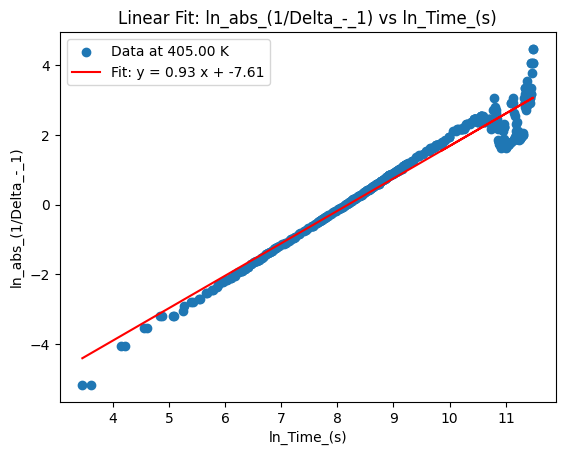 Linear Fit: ln_abs_(1/Delta_-_1) vs ln_Time_(s)
Data at 405.00 K
Fit: y = 0.93 x + -7.61
ln_abs_(1/Delta_-_1)
4
2
0
−2
−4
4 5 6 7 8 9 10 11
ln_Time_(s)